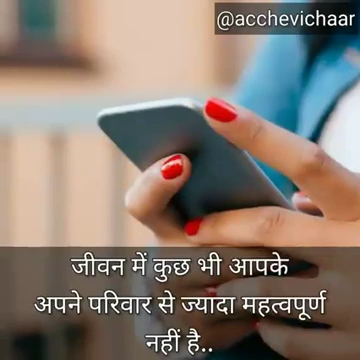 @acchevichaar
जीवन में कुछ भी आपके
अपने परिवार से ज्यादा महत्वपूर्ण
नहीं है..